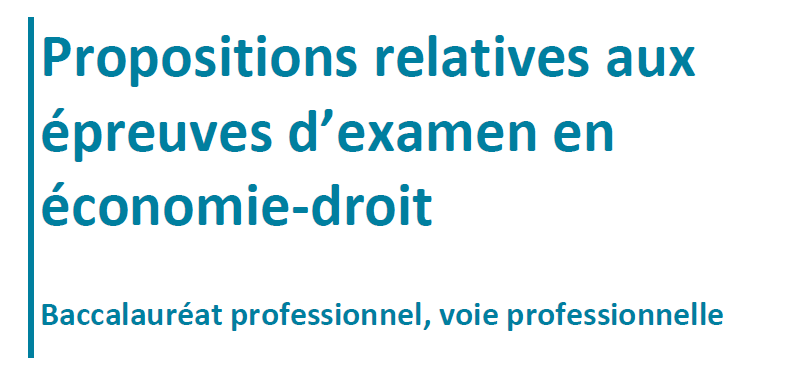 Propositions relatives aux
épreuves d’examen en
économie-droit
Baccalauréat professionnel, voie professionnelle